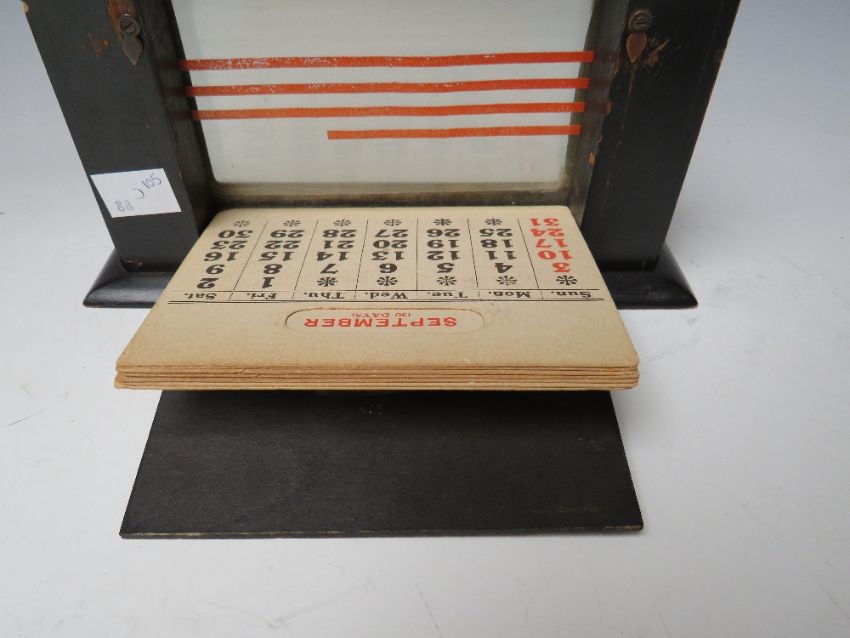 SEPTEMBER
(30 DAYS)
Sun. Mon. Tue. Wed. Thu. Fri. Sat.
* * * * * 1 2
3 4 5 6 7 8 9
10 11 12 13 14 15 16
17 18 19 20 21 22 23
24 25 26 27 28 29 30
31 * * * * * *
105
C
88